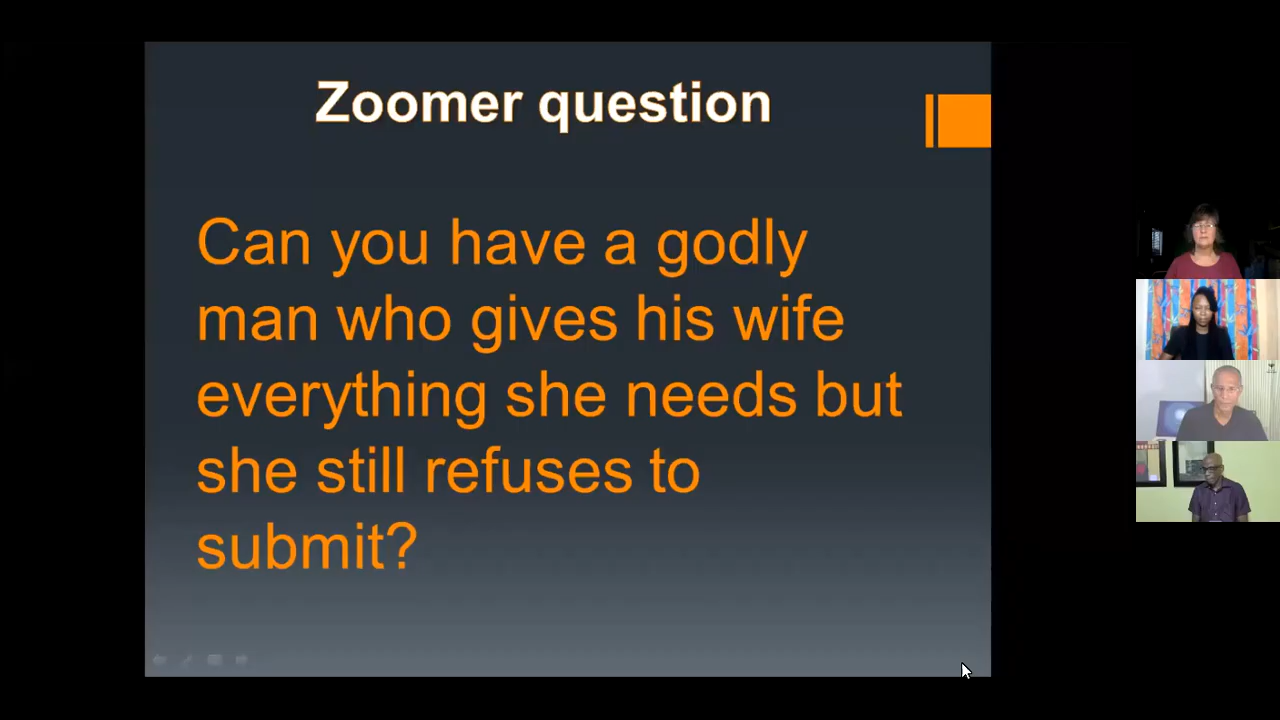 Zoomer question
Can you have a godly
man who gives his wife
everything she needs but
she still refuses to
submit?